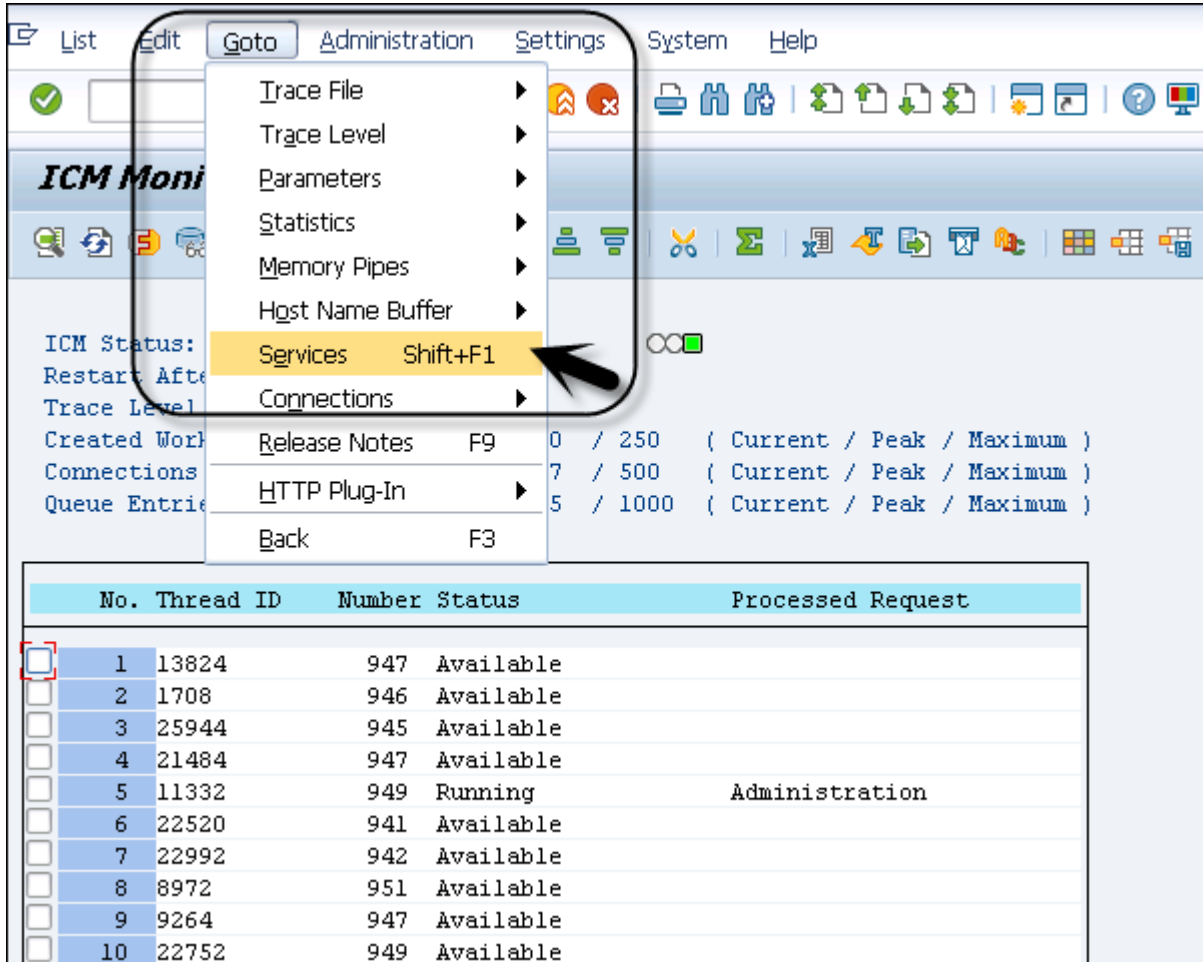 List Edit Goto Administration Settings System Help
Trace File
Trace Level
ICM Moni
Parameters
Statistics
Memory Pipes
Host Name Buffer
ICM Status:
Services Shift+F1
Restart Afte
Connections
Trace Level
Created Work Release Notes F9 0 / 250 ( Current / Peak / Maximum )
Connections 7 / 500 ( Current / Peak / Maximum )
HTTP Plug-In
Queue Entrie 5 / 1000 ( Current / Peak / Maximum )
Back F3
No. Thread ID Number Status Processed Request
1 13824 947 Available
2 1708 946 Available
3 25944 945 Available
4 21484 947 Available
5 11332 949 Running Administration
6 22520 941 Available
7 22992 942 Available
8 8972 951 Available
9 9264 947 Available
10 22752 949 Available